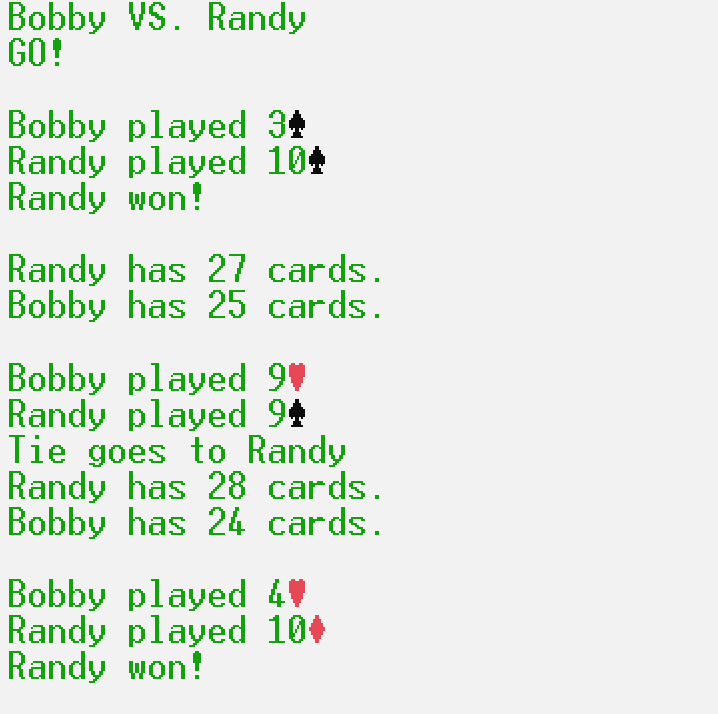 Bobby VS. Randy
GO!
Bobby played 3♠
Randy played 10♠
Randy won!
Randy has 27 cards.
Bobby has 25 cards.
Bobby played 9♥
Randy played 9♠
Tie goes to Randy
Randy has 28 cards.
Bobby has 24 cards.
Bobby played 4♥
Randy played 10♦
Randy won!